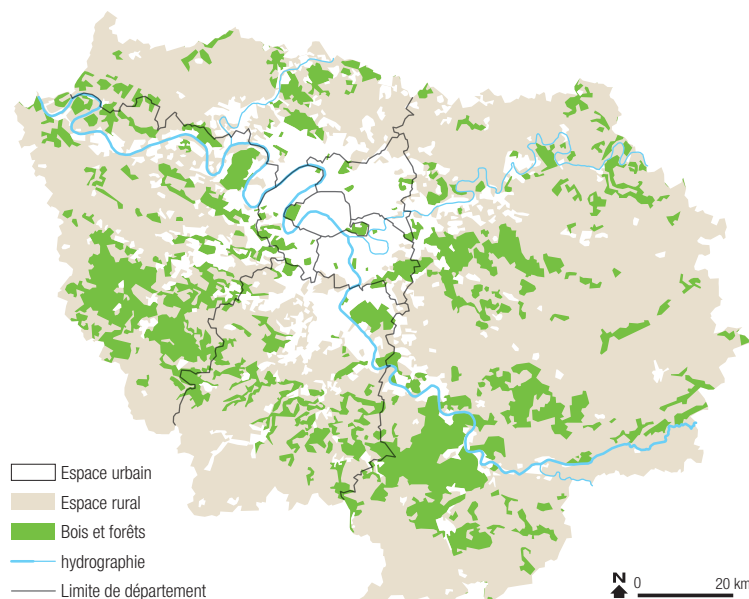 Espace urbain
Espace rural
Bois et forêts
hydrographie
Limite de département
N 0 20 km